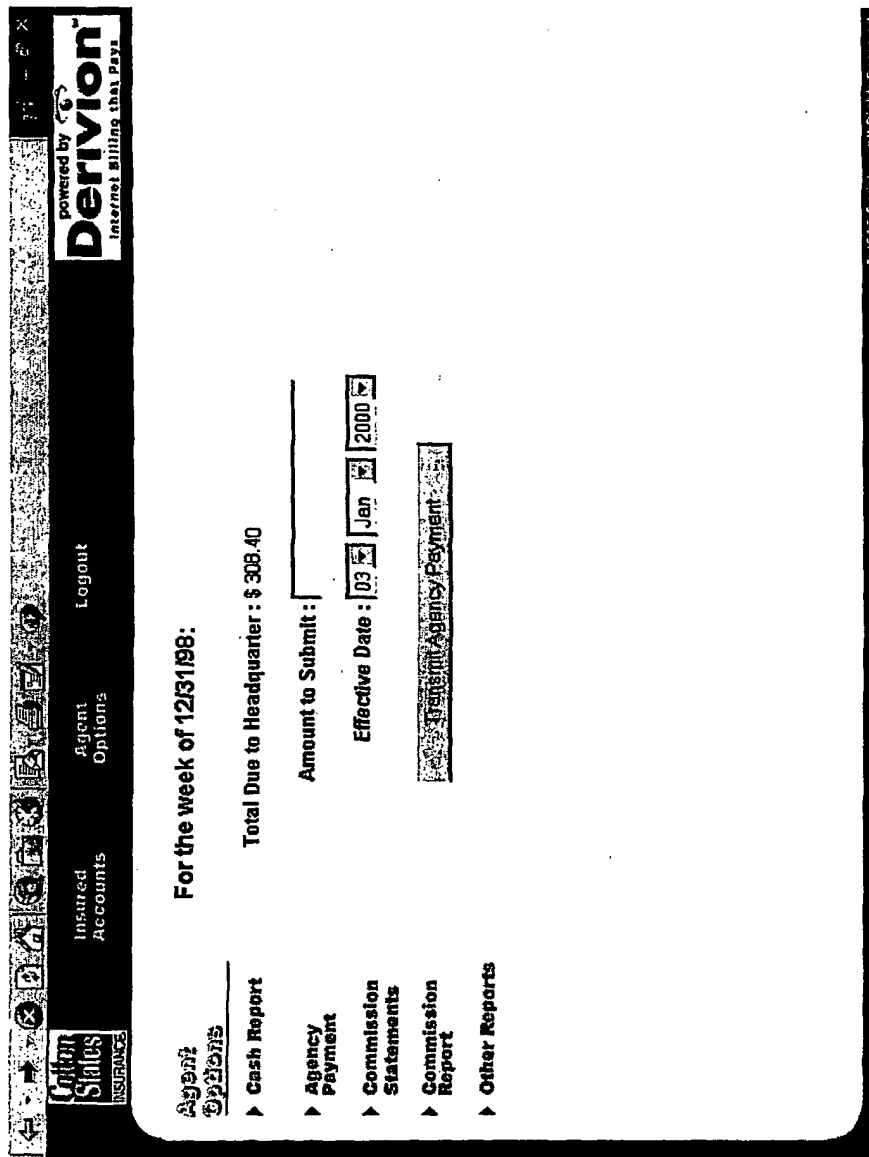 Cotton
States
INSURANCE
Insured
Accounts
Agent
Options
Logout
powered by
Derivion
Internet Billing that Pays
Agent
Options
Cash Report
Agency
Payment
Commission
Statements
Commission
Report
Other Reports
For the week of 12/31/98:
Total Due to Headquarter : $ 308.40
Amount to Submit :
Effective Date : 03 Jan 2000
Transmit Agency Payment